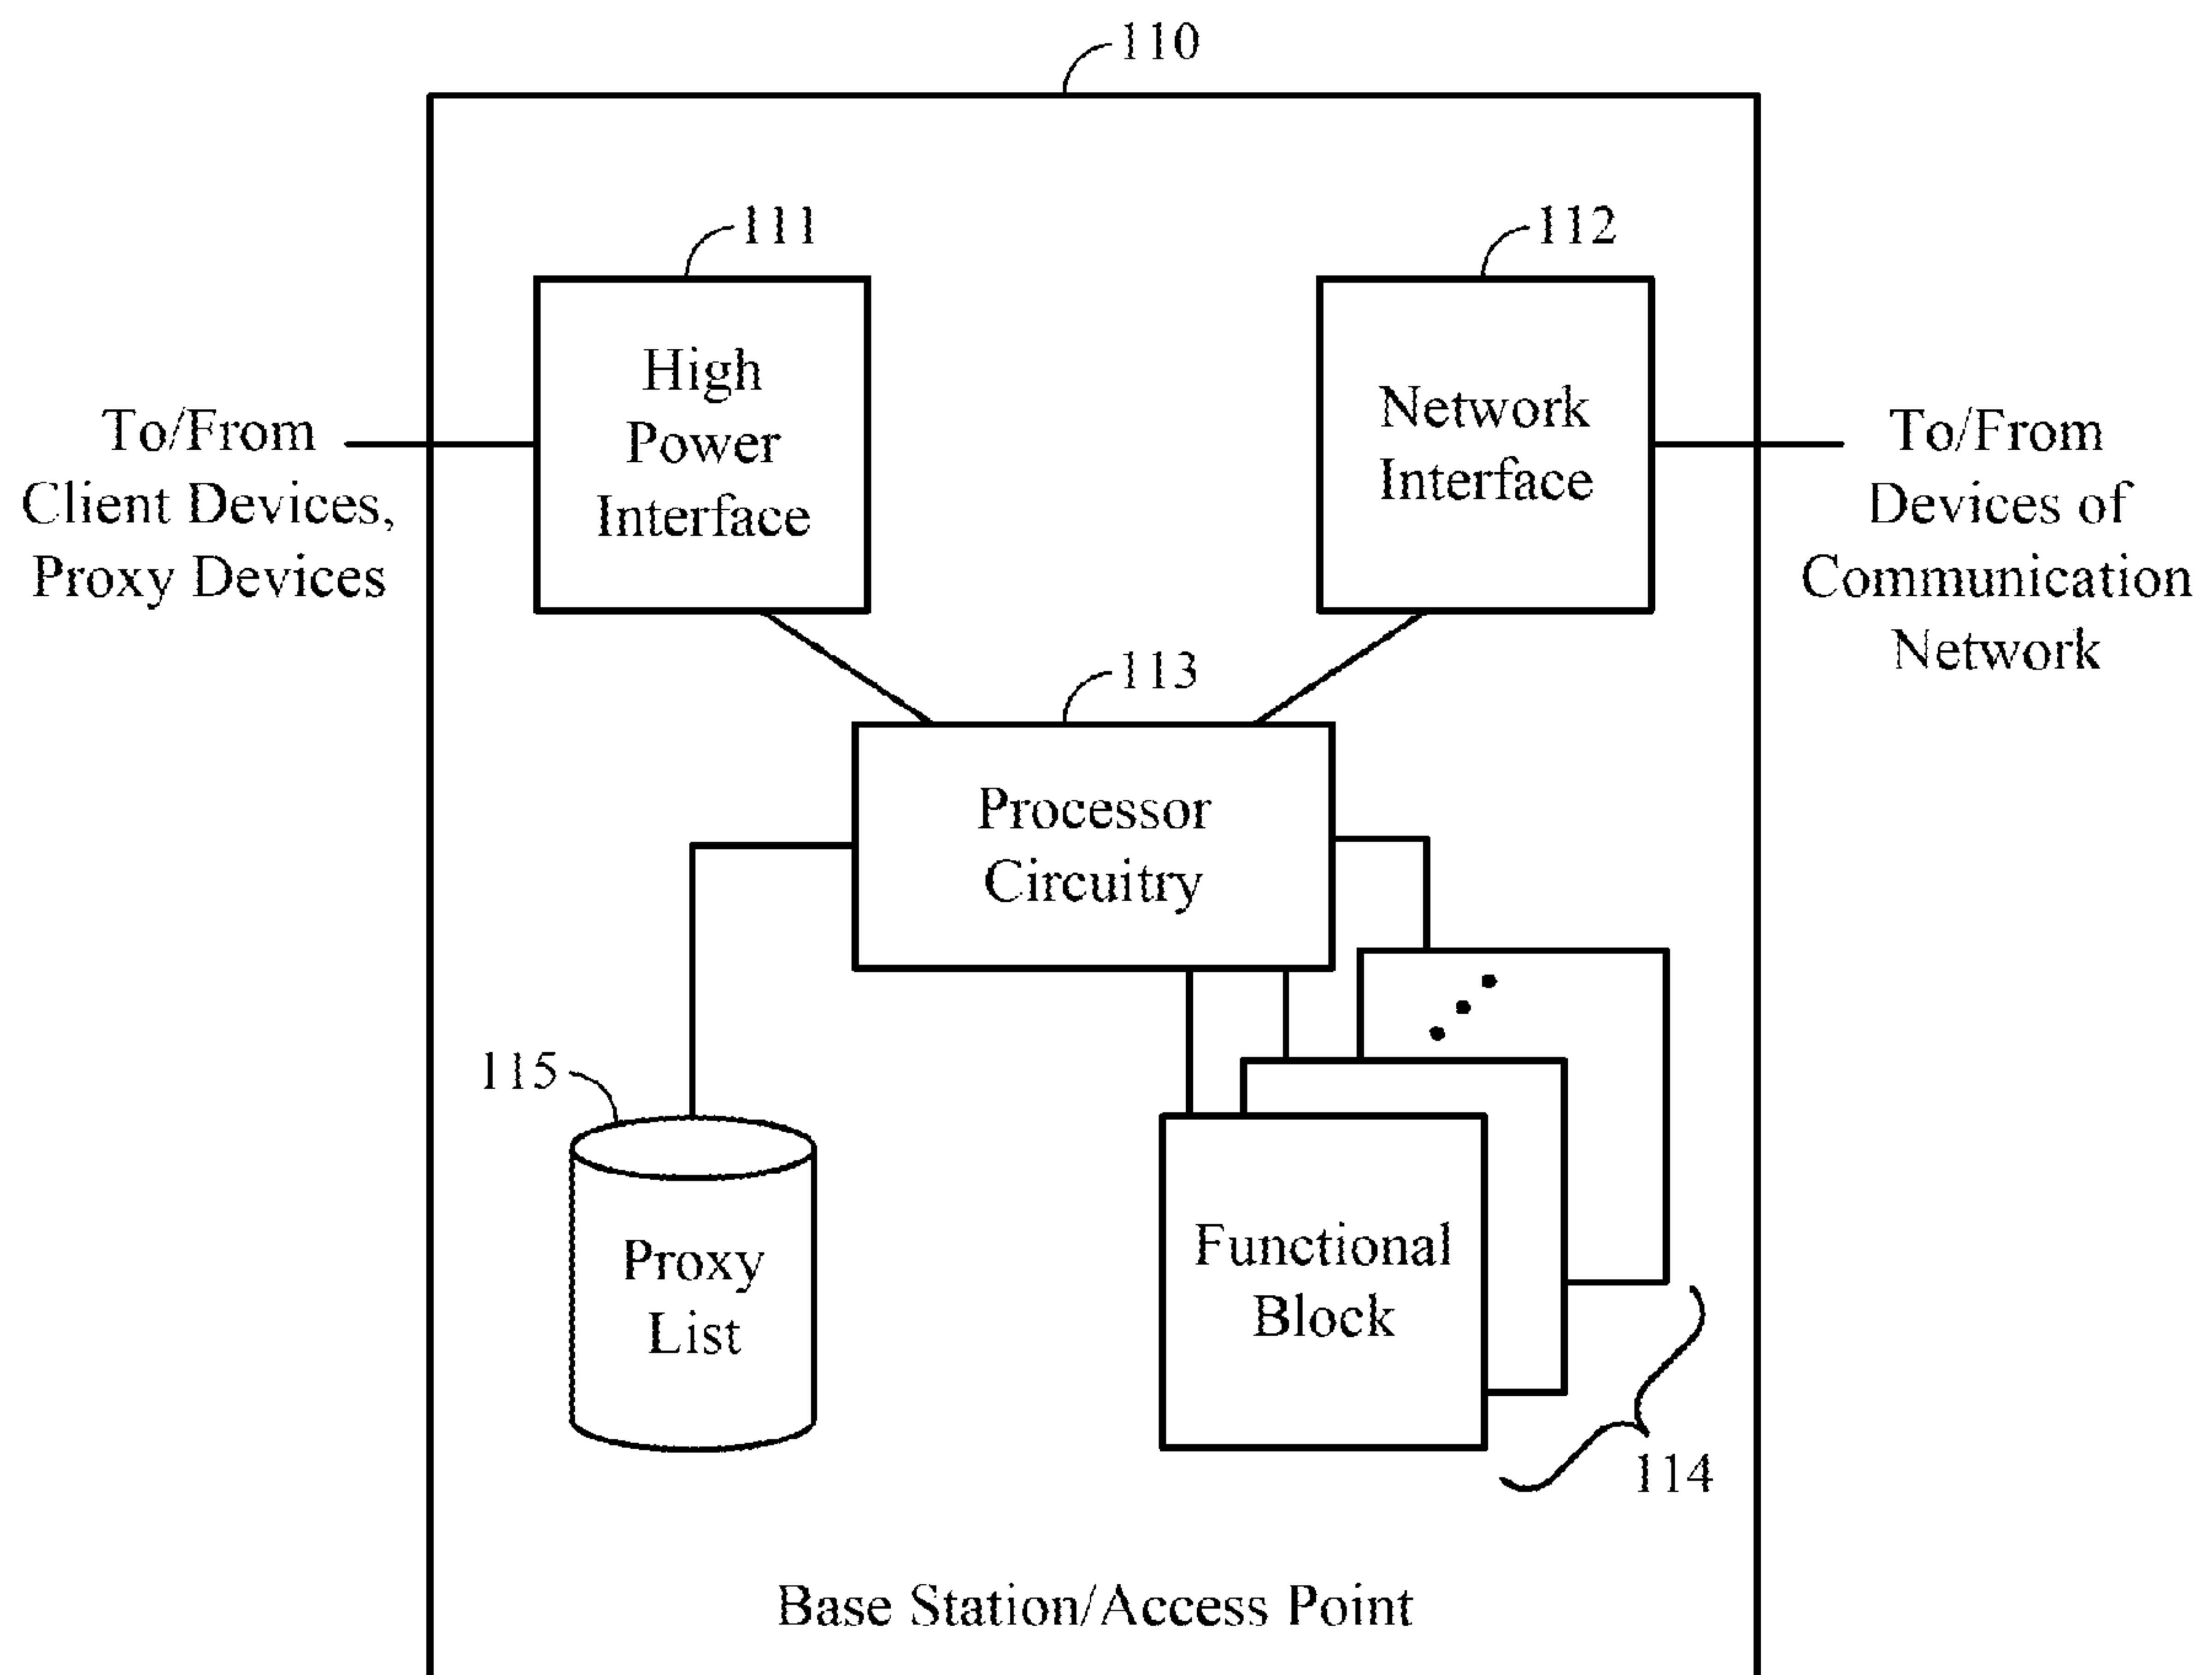 110
111
112
High
Power
Interface
Network
Interface
To/From
Client Devices,
Proxy Devices
To/From
Devices of
Communication
Network
113
Processor
Circuitry
115
Proxy
List
Functional
Block
114
Base Station/Access Point